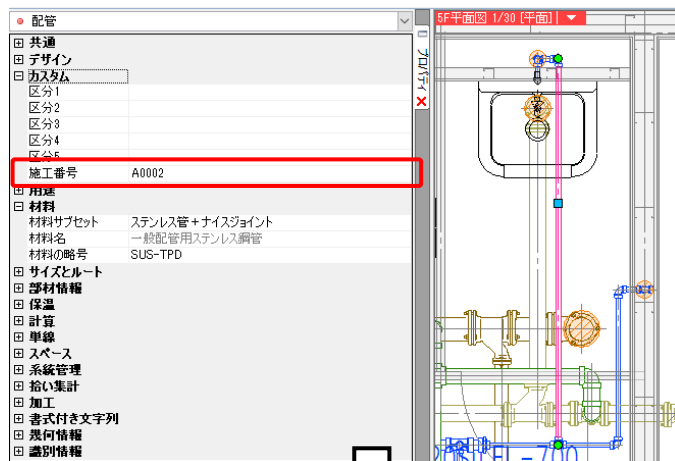 配管
5F平面図 1/30 [平面]
プロパティ
共通
デザイン
カスタム
区分1
区分2
区分3
区分4
区分5
施工番号 A0002
用途
材料
材料サブセット ステンレス管+ナイスジョイント
材料名 一般配管用ステンレス鋼管
材料の略号 SUS-TPD
サイズとルート
部材情報
保温
計算
単線
スペース
系統管理
拾い集計
加工
書式付き文字列
幾何情報
識別情報